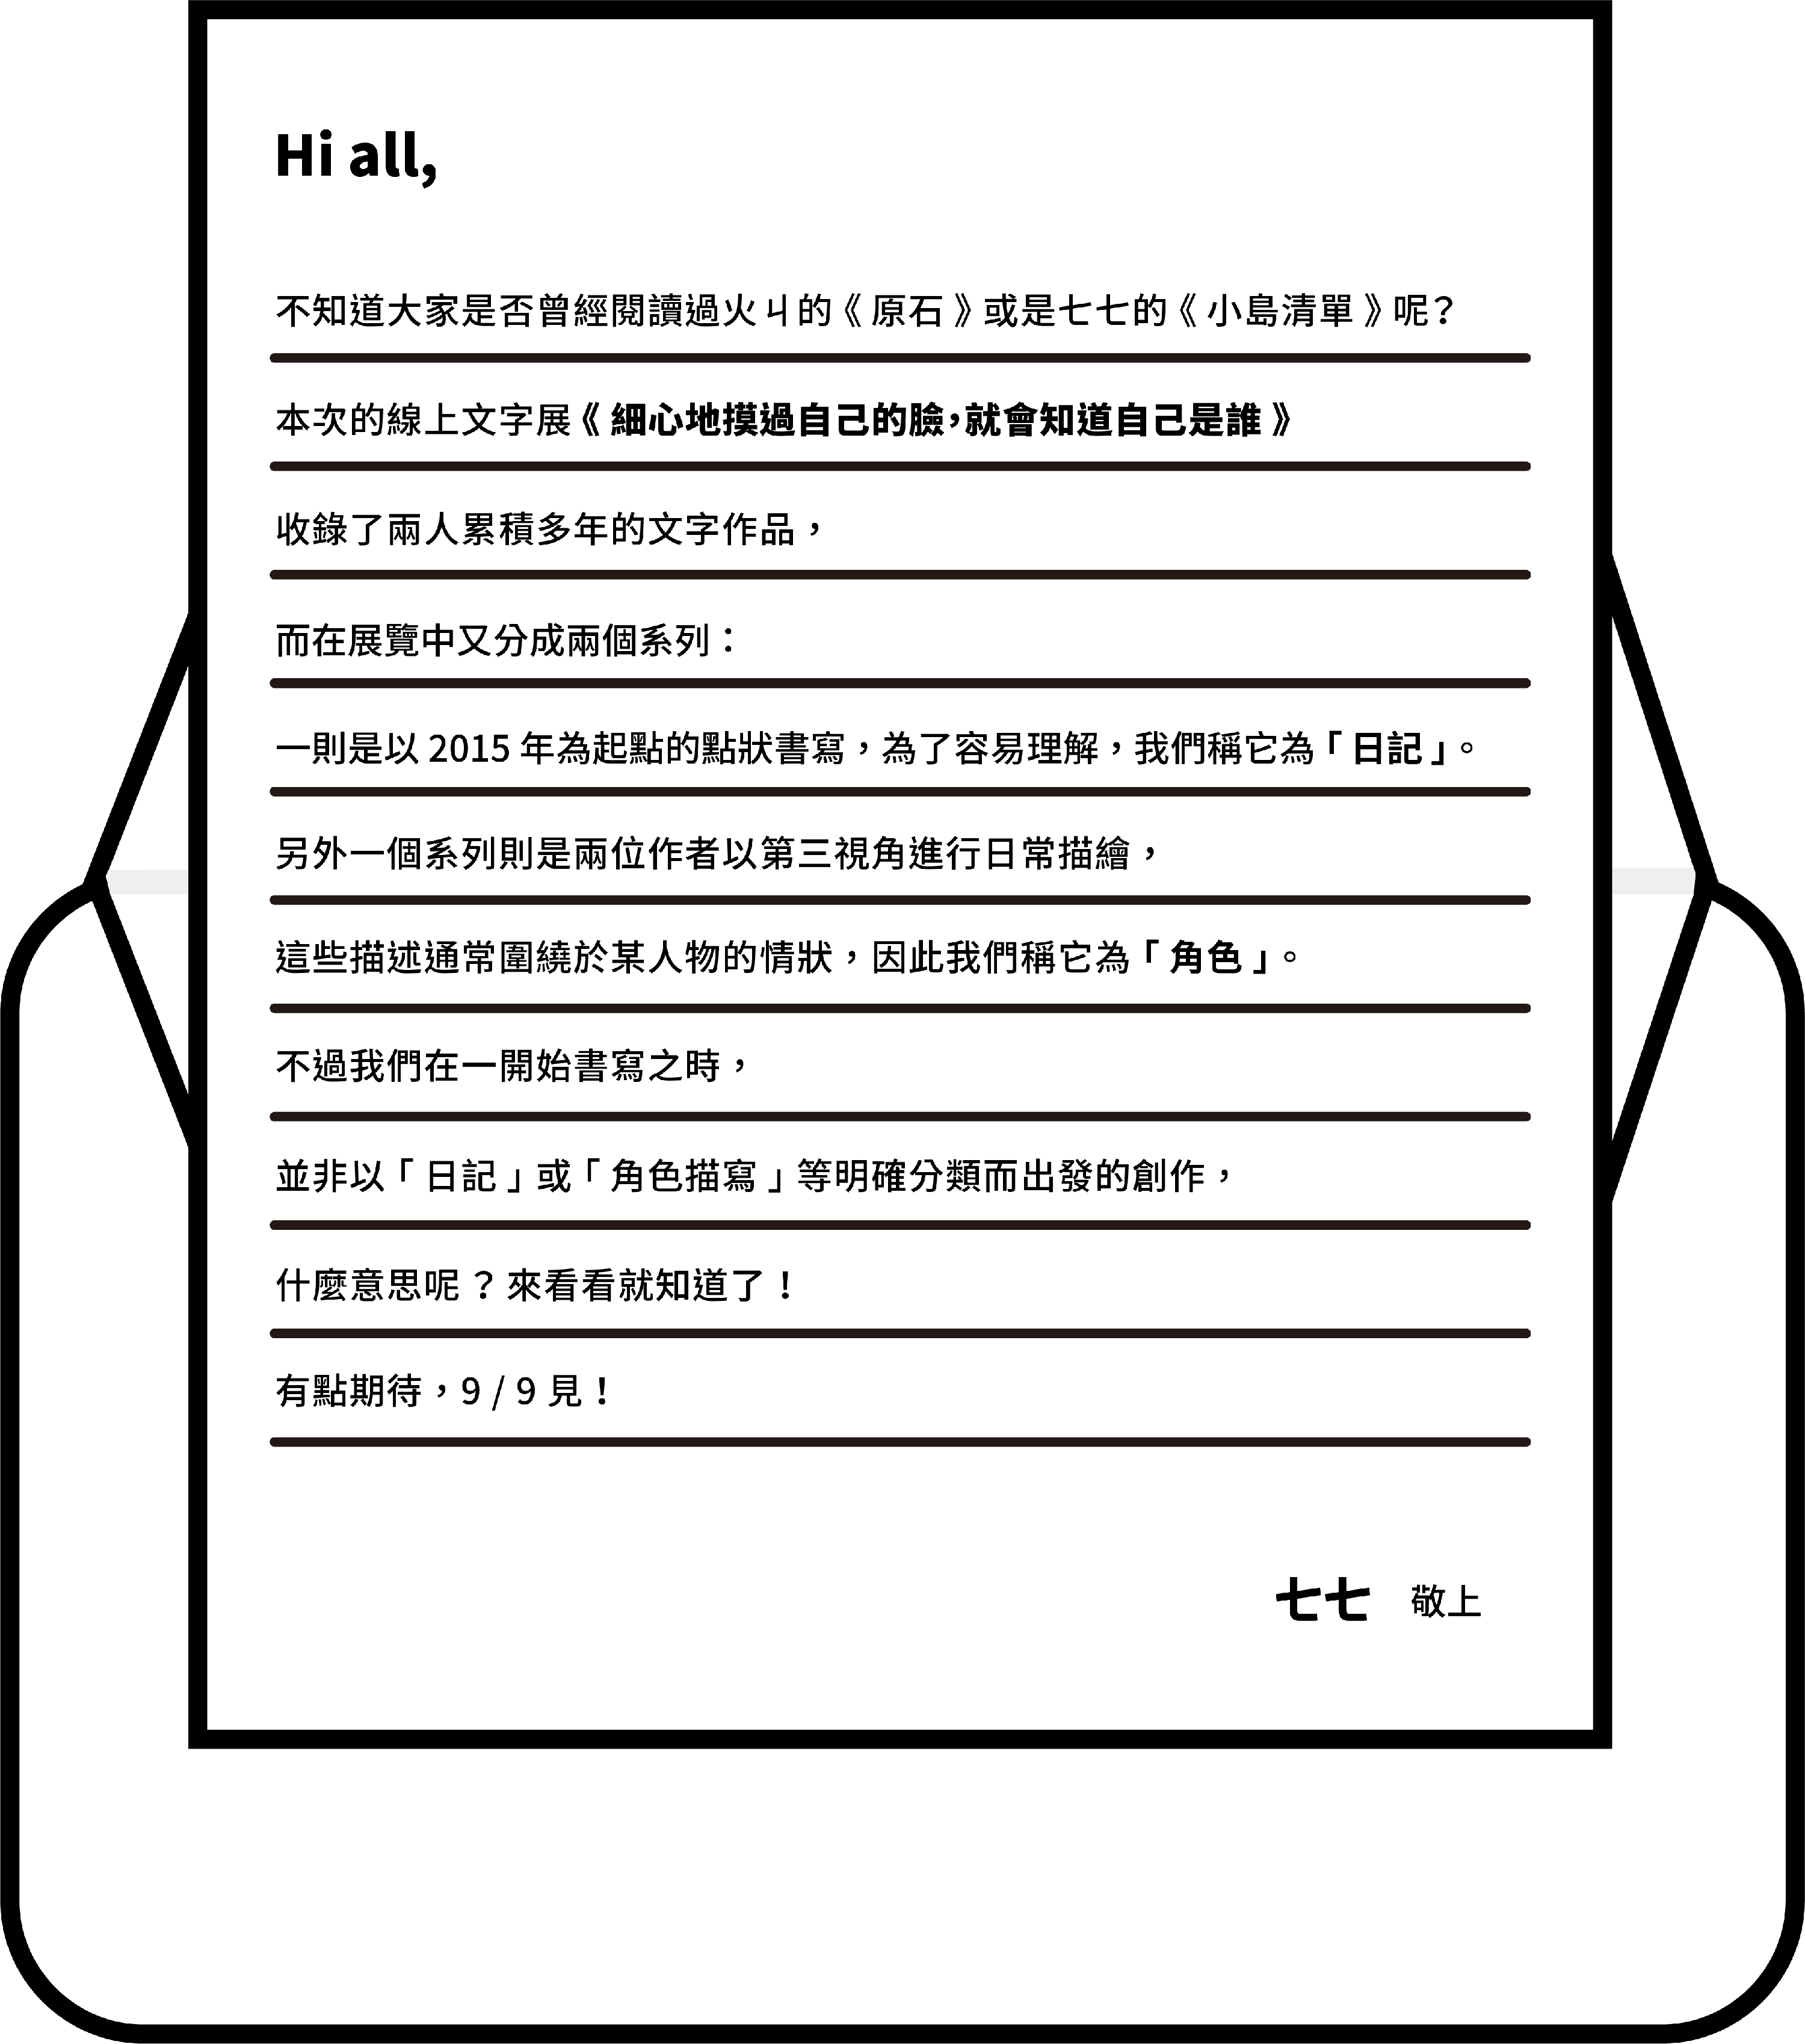 Hi all,
不知道大家是否曾經閱讀過火ㄐ的《 原石 》或是七七的《 小島清單 》呢?
本次的線上文字展《 細心地摸過自己的臉，就會知道自己是誰 》
收錄了兩人累積多年的文字作品，
而在展覽中又分成兩個系列：
一則是以 2015 年為起點的點狀書寫，為了容易理解，我們稱它為「 日記 」。
另外一個系列則是兩位作者以第三視角進行日常描繪，
這些描述通常圍繞於某人物的情狀，因此我們稱它為「 角色 」。
不過我們在一開始書寫之時，
並非以「 日記 」或「 角色描寫 」等明確分類而出發的創作，
什麼意思呢？來看看就知道了！
有點期待，9 / 9 見！
七七 敬上